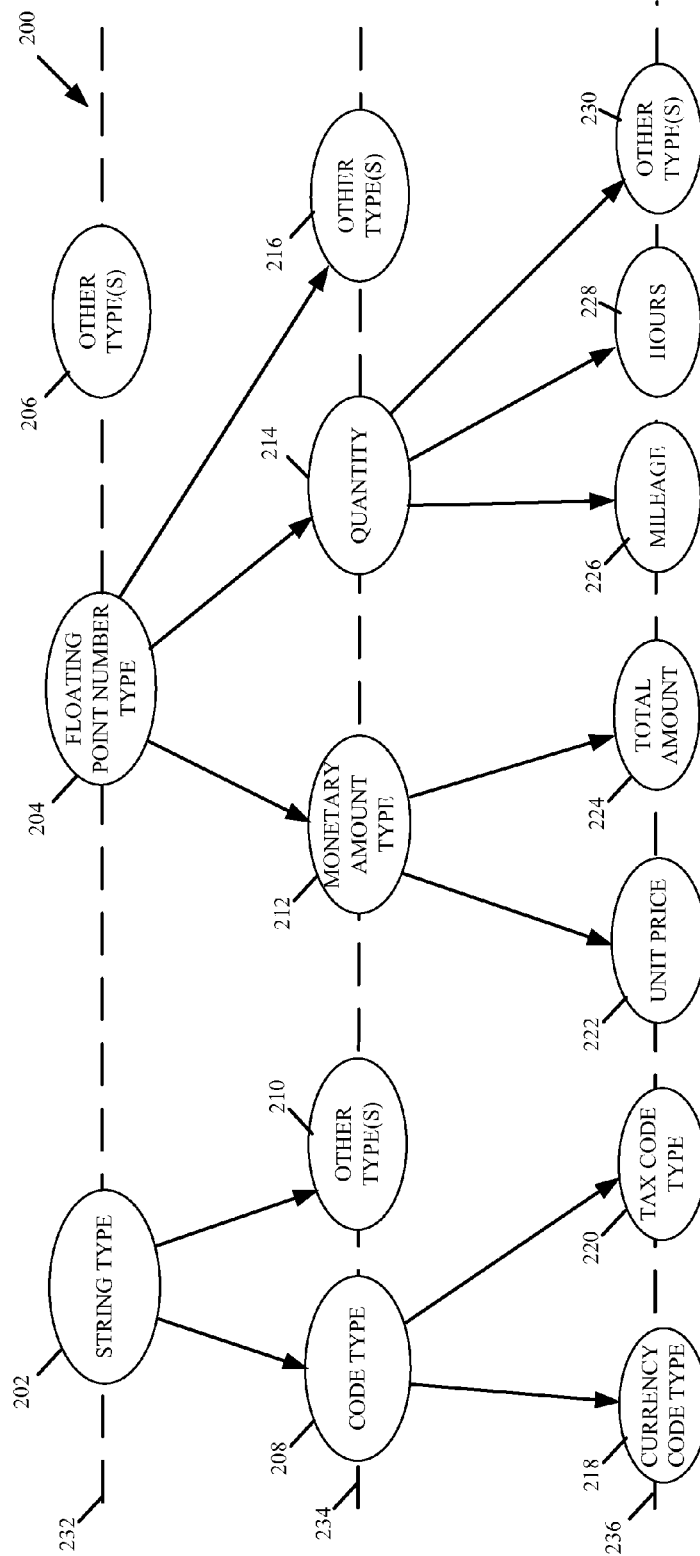 200
232
202
STRING TYPE
204
FLOATING
POINT NUMBER
TYPE
206
OTHER
TYPE(S)
234
208
CODE TYPE
210
OTHER
TYPE(S)
212
MONETARY
AMOUNT
TYPE
214
QUANTITY
216
OTHER
TYPE(S)
236
218
CURRENCY
CODE TYPE
220
TAX CODE
TYPE
222
UNIT PRICE
224
TOTAL
AMOUNT
226
MILEAGE
228
HOURS
230
OTHER
TYPE(S)